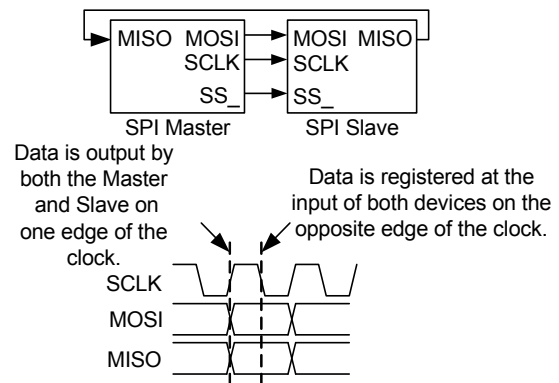 MISO MOSI MOSI MISO
SCLK SCLK
SS_ SS_
SPI Master SPI Slave
Data is output by
both the Master
and Slave on
one edge of the
clock.
Data is registered at the
input of both devices on the
opposite edge of the clock.
SCLK
MOSI
MISO